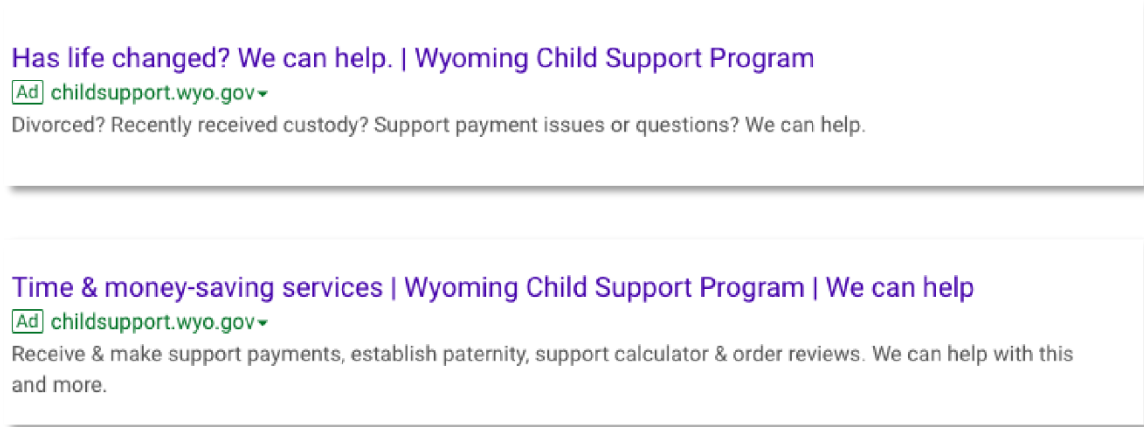 Has life changed? We can help. | Wyoming Child Support Program
Ad childsupport.wyo.gov
Divorced? Recently received custody? Support payment issues or questions? We can help.
Time & money-saving services | Wyoming Child Support Program | We can help
Ad childsupport.wyo.gov
Receive & make support payments, establish paternity, support calculator & order reviews. We can help with this
and more.